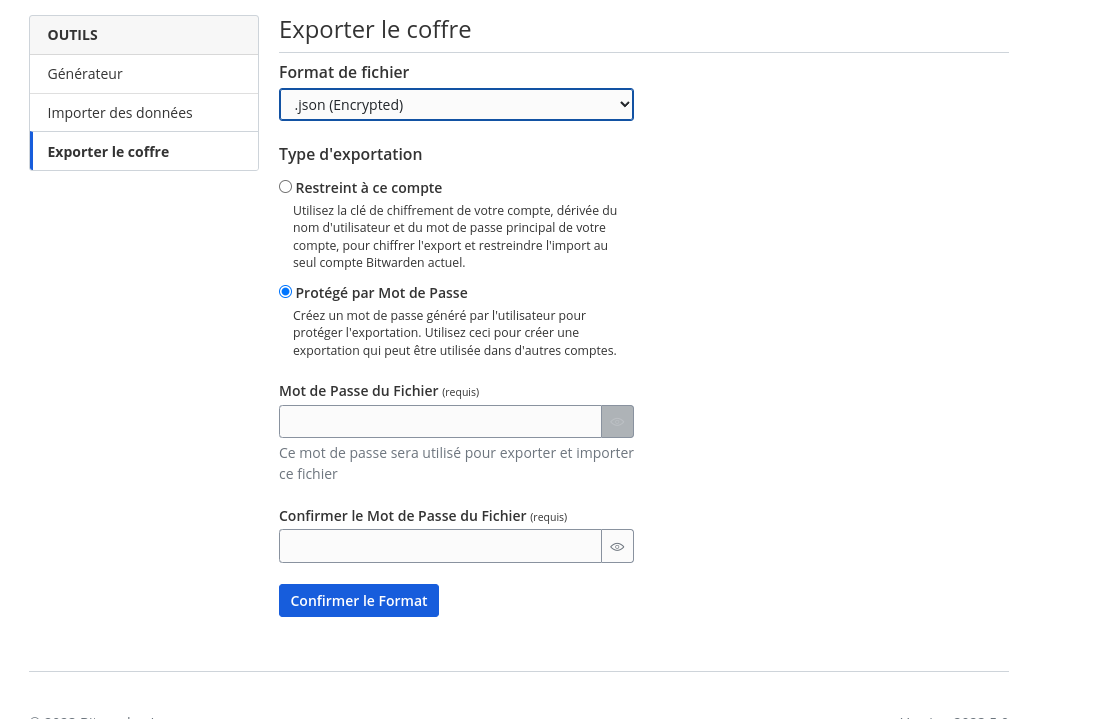 OUTILS
Générateur
Importer des données
Exporter le coffre
Exporter le coffre
Format de fichier
.json (Encrypted)
Type d'exportation
Restreint à ce compte
Utilisez la clé de chiffrement de votre compte, dérivée du
nom d'utilisateur et du mot de passe principal de votre
compte, pour chiffrer l'export et restreindre l'import au
seul compte Bitwarden actuel.
Protégé par Mot de Passe
Créez un mot de passe généré par l'utilisateur pour
protéger l'exportation. Utilisez ceci pour créer une
exportation qui peut être utilisée dans d'autres comptes.
Mot de Passe du Fichier (requis)
Ce mot de passe sera utilisé pour exporter et importer
ce fichier
Confirmer le Mot de Passe du Fichier (requis)
Confirmer le Format